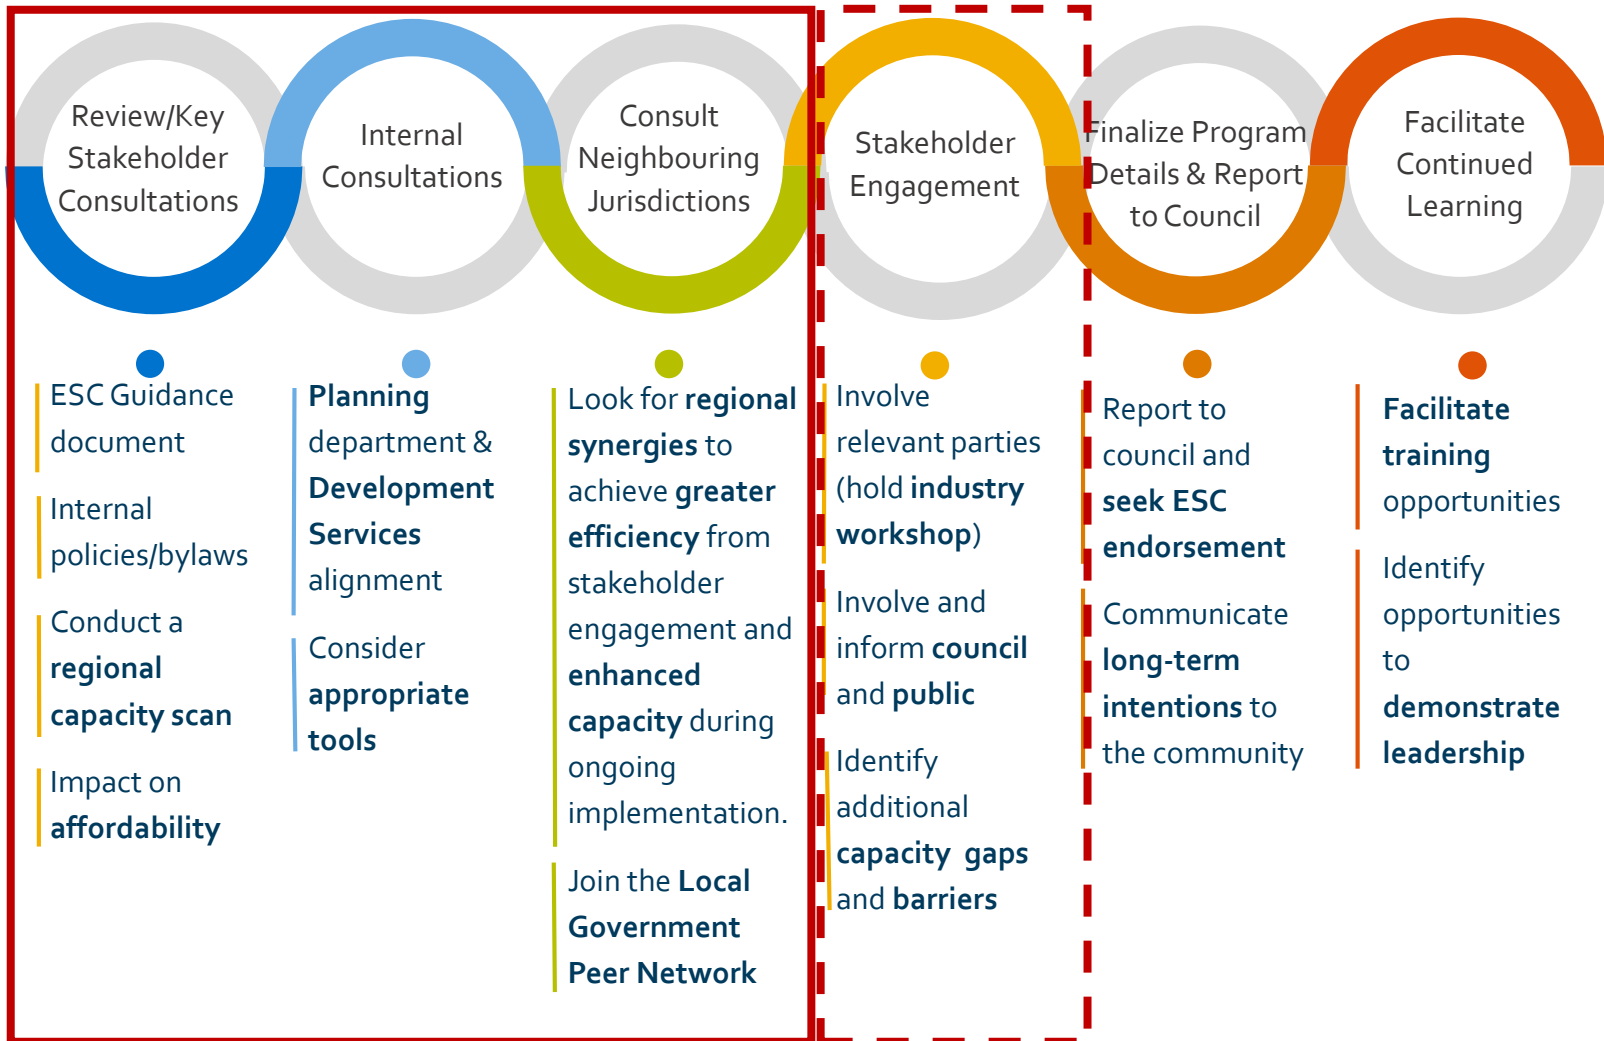 Review/Key
Stakeholder
Consultations
Internal
Consultations
Consult
Neighbouring
Jurisdictions
Stakeholder
Engagement
Finalize Program
Details & Report
to Council
Facilitate
Continued
Learning
ESC Guidance
document
Internal
policies/bylaws
Conduct a
regional
capacity scan
Impact on
affordability
Planning
department &
Development
Services
alignment
Consider
appropriate
tools
Look for regional
synergies to
achieve greater
efficiency from
stakeholder
engagement and
enhanced
capacity during
ongoing
implementation.
Join the Local
Government
Peer Network
Involve
relevant parties
(hold industry
workshop)
Involve and
inform council
and public
Identify
additional
capacity gaps
and barriers
Report to
council and
seek ESC
endorsement
Communicate
long-term
intentions to
the community
Facilitate
training
opportunities
Identify
opportunities
to
demonstrate
leadership